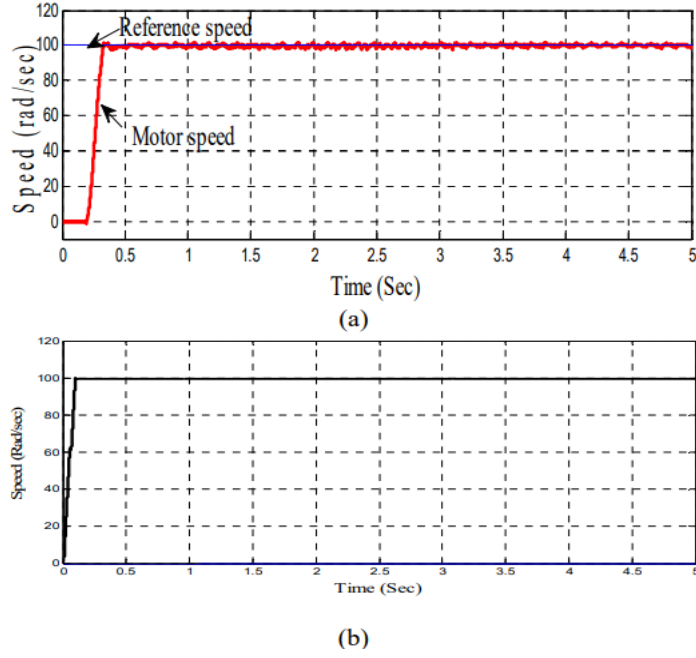 120
Reference speed
100
80
60
Motor speed
40
20
0
Speed (rad/sec)
0 0.5 1 1.5 2 2.5 3 3.5 4 4.5 5
Time (Sec)
(a)
120
100
80
60
40
20
0
Speed (Rad/sec)
0 0.5 1 1.5 2 2.5 3 3.5 4 4.5 5
Time (Sec)
(b)